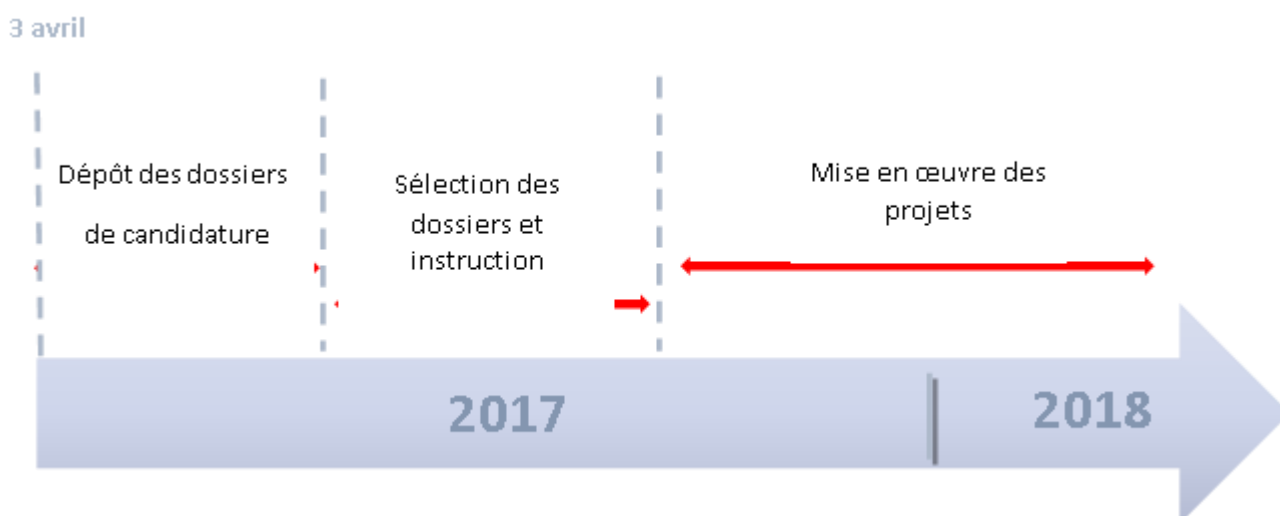 3 avril
Dépôt des dossiers
de candidature
Sélection des
dossiers et
instruction
Mise en œuvre des
projets
2017
2018